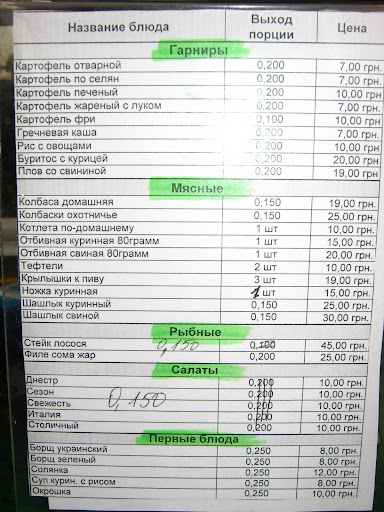 Название блюда Выход порции Цена
Гарниры
Картофель отварной 0,200 7,00 грн.
Картофель по селян 0,200 7,00 грн.
Картофель печеный 0,200 10,00 грн
Картофель жареный с луком 0,200 7,00 грн.
Картофель фри 0,100 10,00 грн
Гречневая каша 0,200 7,00 грн.
Рис с овощами 0,200 10,00 грн.
Буритос с курицей 0,200 20,00 грн.
Плов со свининой 0,200 19,00 грн
Мясные
Колбаса домашняя 0,150 19,00 грн.
Колбаски охотничье 0,150 25,00 грн.
Котлета по-домашнему 1 шт 10,00 грн.
Отбивная куринная 80грамм 1 шт 15,00 грн.
Отбивная свиная 80грамм 1 шт 20,00 грн.
Тефтели 2 шт 10,00 грн.
Крылышки к пиву 3 шт 19,00 грн.
Ножка куринная 1 шт 15,00 грн.
Шашлык куринный 0,150 25,00 грн.
Шашлык свиной 0,150 30,00 грн.
Рыбные
Стейк лосося 0,150 0,100 45,00 грн.
Филе сома жар 0,200 25,00 грн.
Салаты
Днестр 0,200 10,00 грн.
Сезон 0,200 10,00 грн.
Свежесть 0,150 0,200 10,00 грн.
Италия 0,200 10,00 грн.
Столичный 0,200 10,00 грн.
Первые блюда
Борщ украинский 0,250 8,00 грн.
Борщ зеленый 0,250 8,00 грн.
Солянка 0,250 12,00 грн.
Суп курин. с рисом 0,250 8,00 грн.
Окрошка 0,250 10,00 грн.